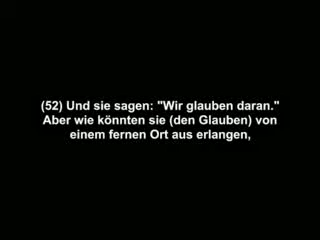 (52) Und sie sagen: "Wir glauben daran."
Aber wie könnten sie (den Glauben) von
einem fernen Ort aus erlangen,